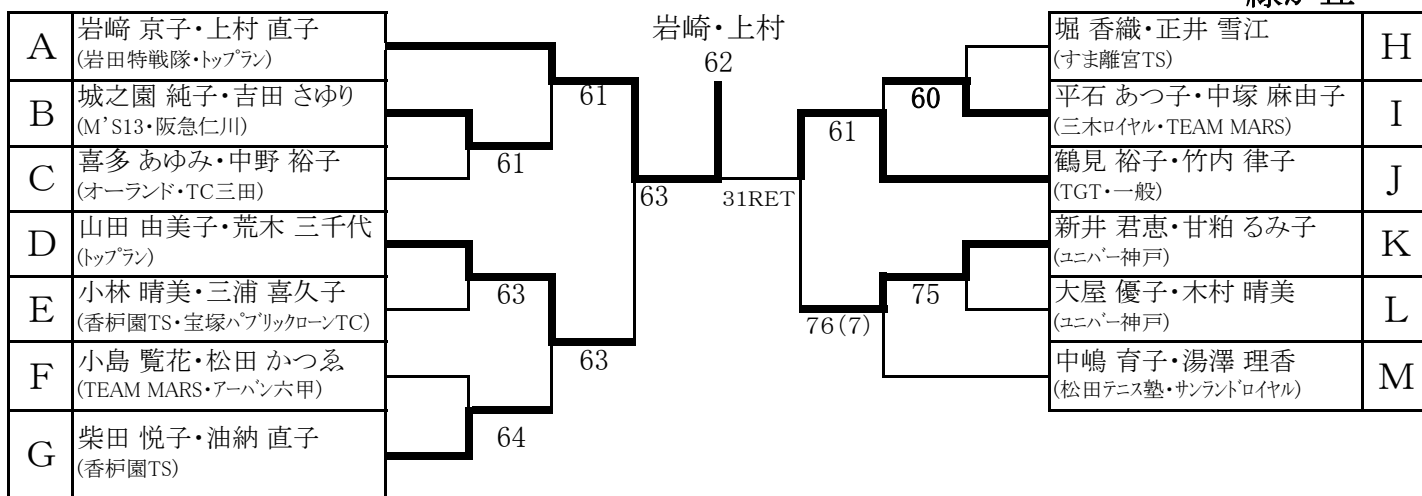 A
岩﨑 京子・上村 直子
(岩田特戦隊・トップラン)
B
城之園 純子・吉田 さゆり
(M'S13・阪急仁川)
C
喜多 あゆみ・中野 裕子
(オーランド・TC三田)
D
山田 由美子・荒木 三千代
(トップラン)
E
小林 晴美・三浦 喜久子
(香枦園TS・宝塚パブリックローンTC)
F
小島 覧花・松田 かつゑ
(TEAM MARS・アーバン六甲)
G
柴田 悦子・油納 直子
(香枦園TS)
61
61
63
63
64
63
岩崎・上村
62
31RET
61
60
76(7)
75
堀 香織・正井 雪江
(すま離宮TS)
H
平石 あつ子・中塚 麻由子
(三木ロイヤル・TEAM MARS)
I
鶴見 裕子・竹内 律子
(TGT・一般)
J
新井 君恵・甘粕 るみ子
(ユニバー神戸)
K
大屋 優子・木村 晴美
(ユニバー神戸)
L
中嶋 育子・湯澤 理香
(松田テニス塾・サンランドロイヤル)
M